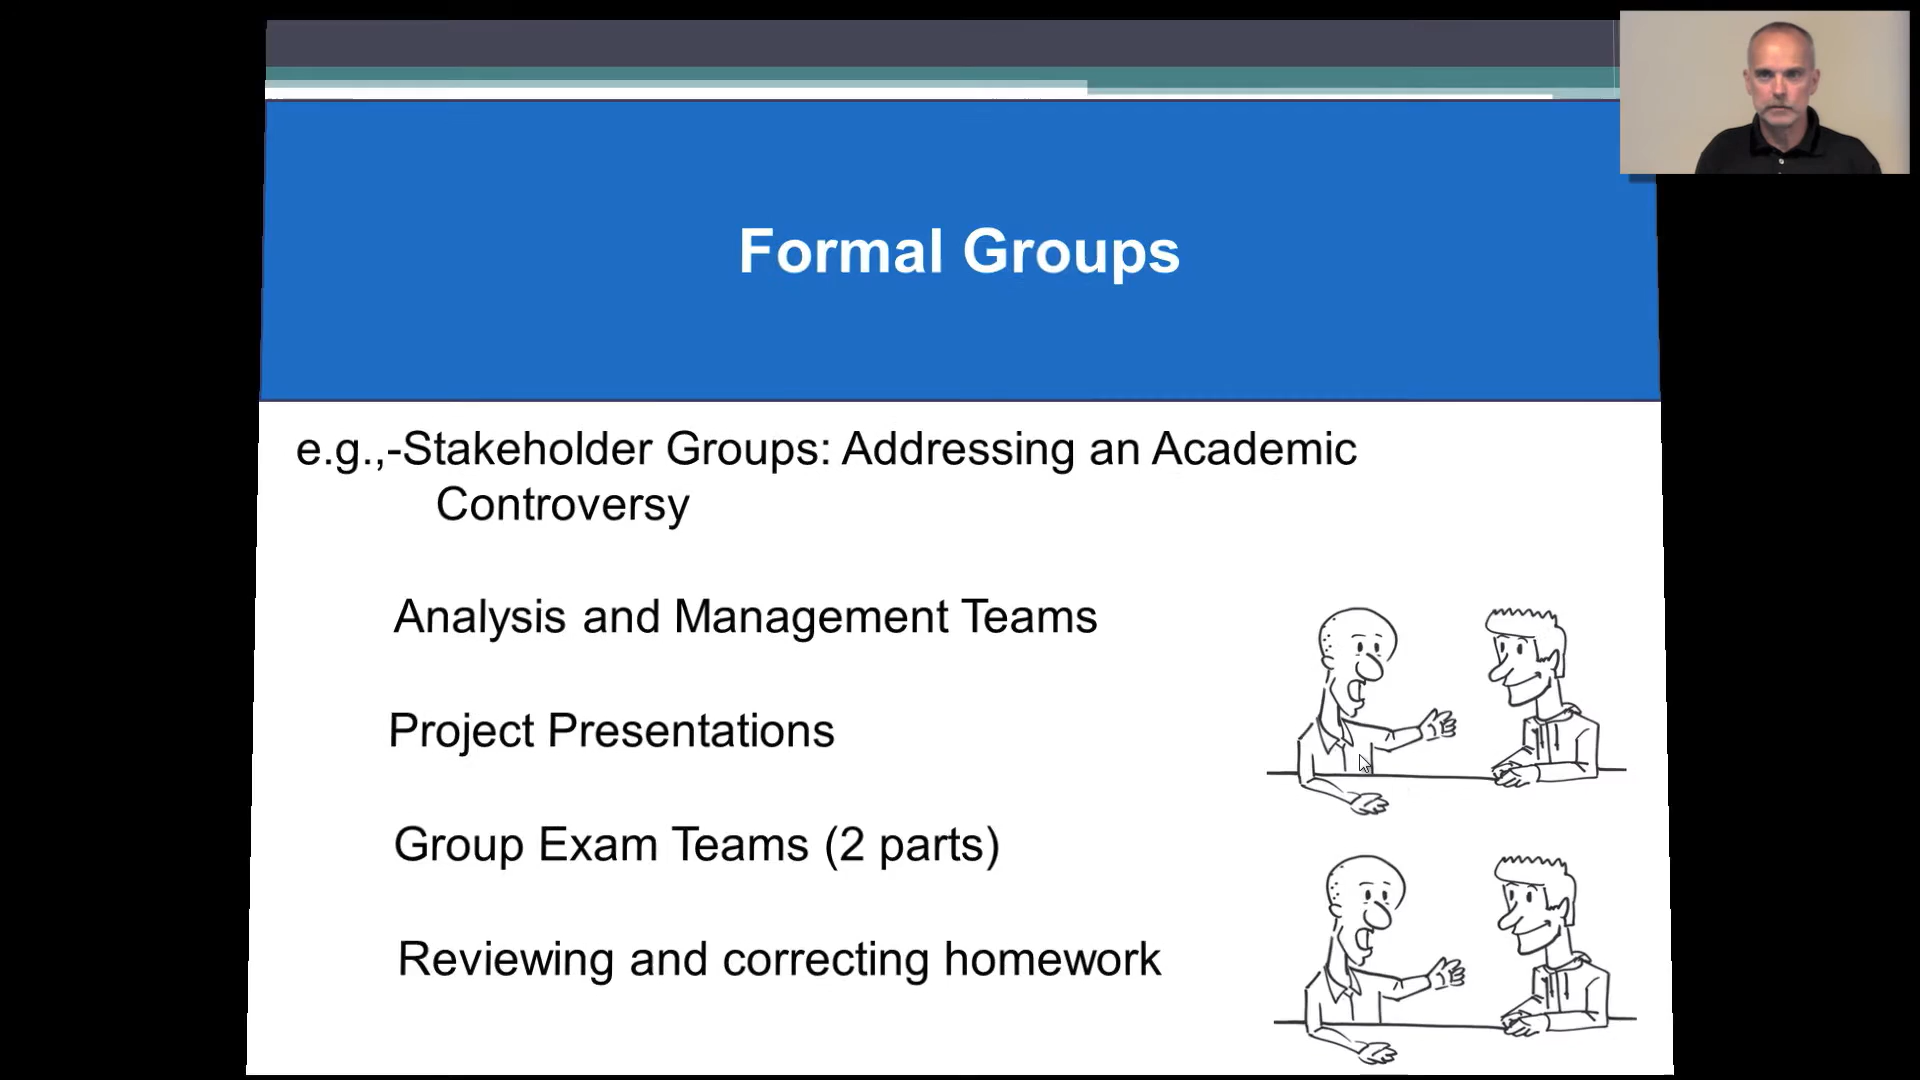 Formal Groups
e.g.,-Stakeholder Groups: Addressing an Academic
Controversy
Analysis and Management Teams
Project Presentations
Group Exam Teams (2 parts)
Reviewing and correcting homework